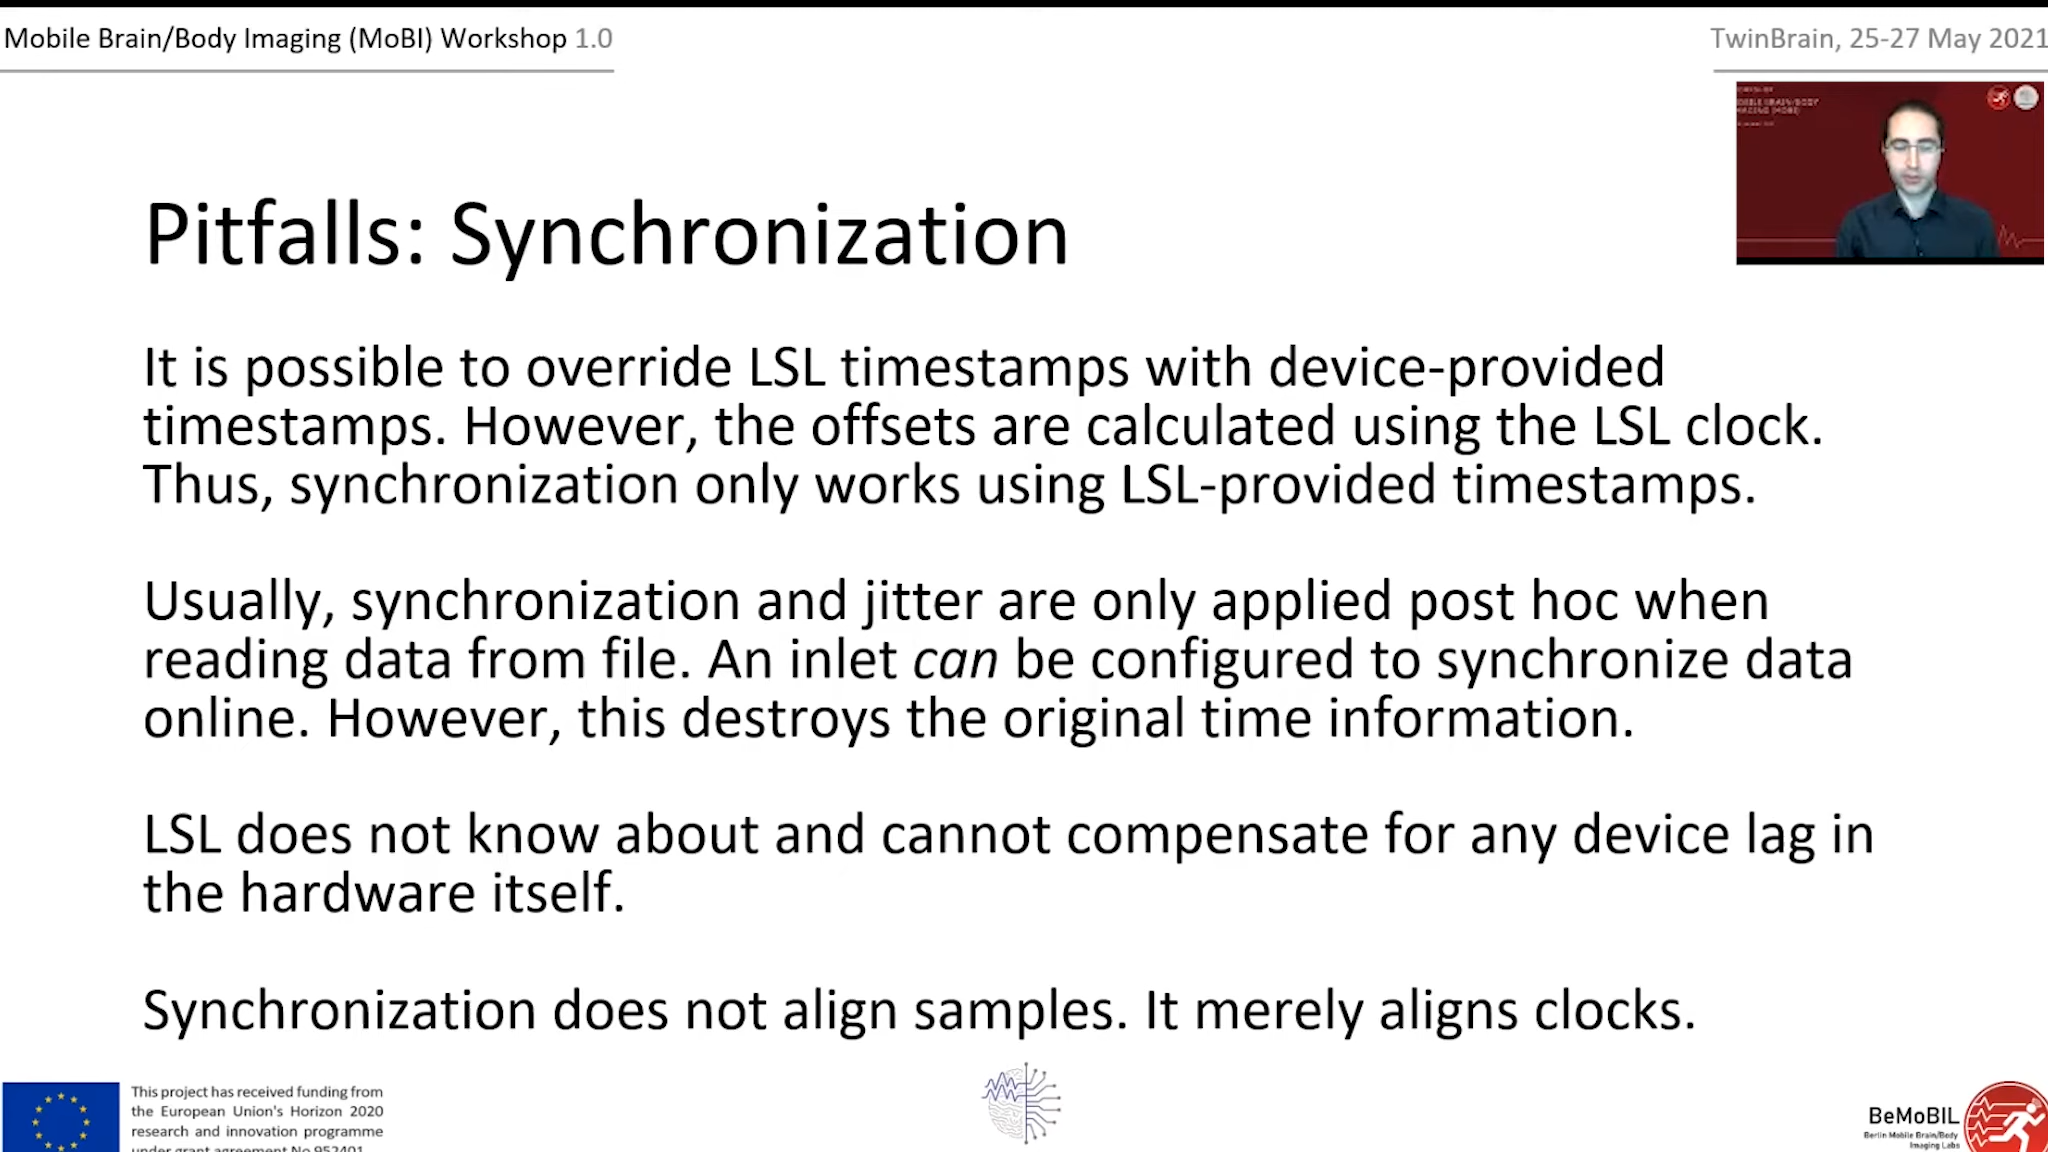 Mobile Brain/Body Imaging (MoBI) Workshop 1.0
TwinBrain, 25-27 May 2021
Pitfalls: Synchronization
It is possible to override LSL timestamps with device-provided
timestamps. However, the offsets are calculated using the LSL clock.
Thus, synchronization only works using LSL-provided timestamps.
Usually, synchronization and jitter are only applied post hoc when
reading data from file. An inlet can be configured to synchronize data
online. However, this destroys the original time information.
LSL does not know about and cannot compensate for any device lag in
the hardware itself.
Synchronization does not align samples. It merely aligns clocks.
This project has received funding from
the European Union's Horizon 2020
research and innovation programme
under grant agreement No 952401
BeMoBIL
Berlin Mobile Brain/Body
Imaging Labs